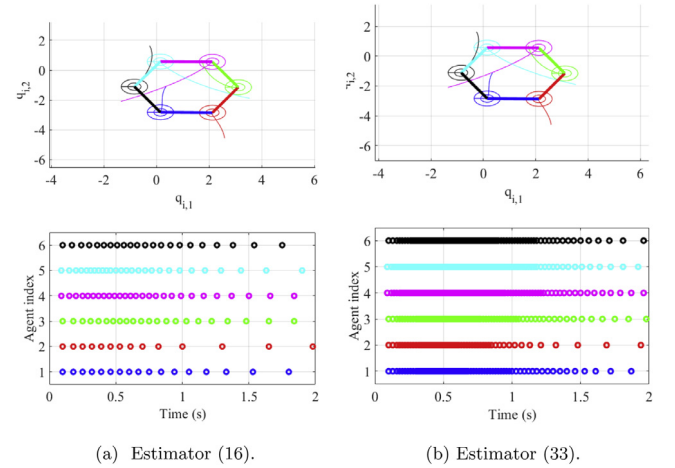 2
0
-2
-4
-6
q_{i,2}
-4 -2 0 2 4 6
q_{i,1}
2
0
-2
-4
-6
q_{i,2}
-4 -2 0 2 4 6
q_{i,1}
6
5
4
3
2
1
Agent index
0 0.5 1 1.5 2
Time (s)
6
5
4
3
2
1
Agent index
0 0.5 1 1.5 2
Time (s)
(a) Estimator (16).
(b) Estimator (33).